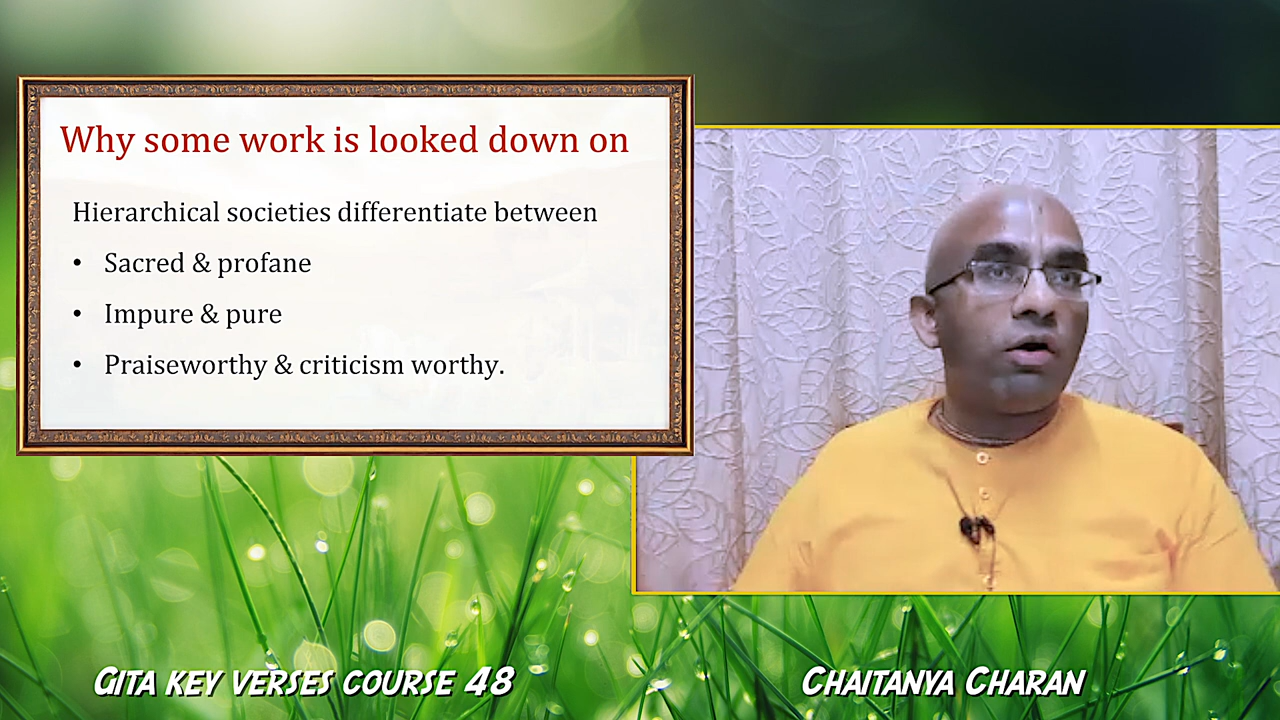 Why some work is looked down on
Hierarchical societies differentiate between
• Sacred & profane
• Impure & pure
• Praiseworthy & criticism worthy.
Gita key verses course 48
Chaitanya Charan